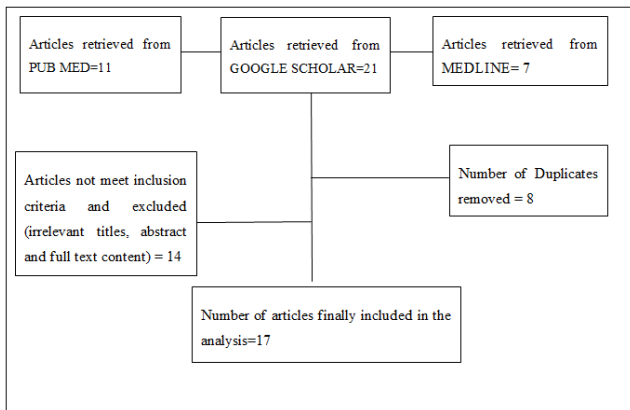 Articles retrieved from
PUB MED=11
Articles retrieved from
GOOGLE SCHOLAR=21
Articles retrieved from
MEDLINE= 7
Number of Duplicates
removed = 8
Articles not meet inclusion
criteria and excluded
(irrelevant titles, abstract
and full text content) = 14
Number of articles finally included in the
analysis=17